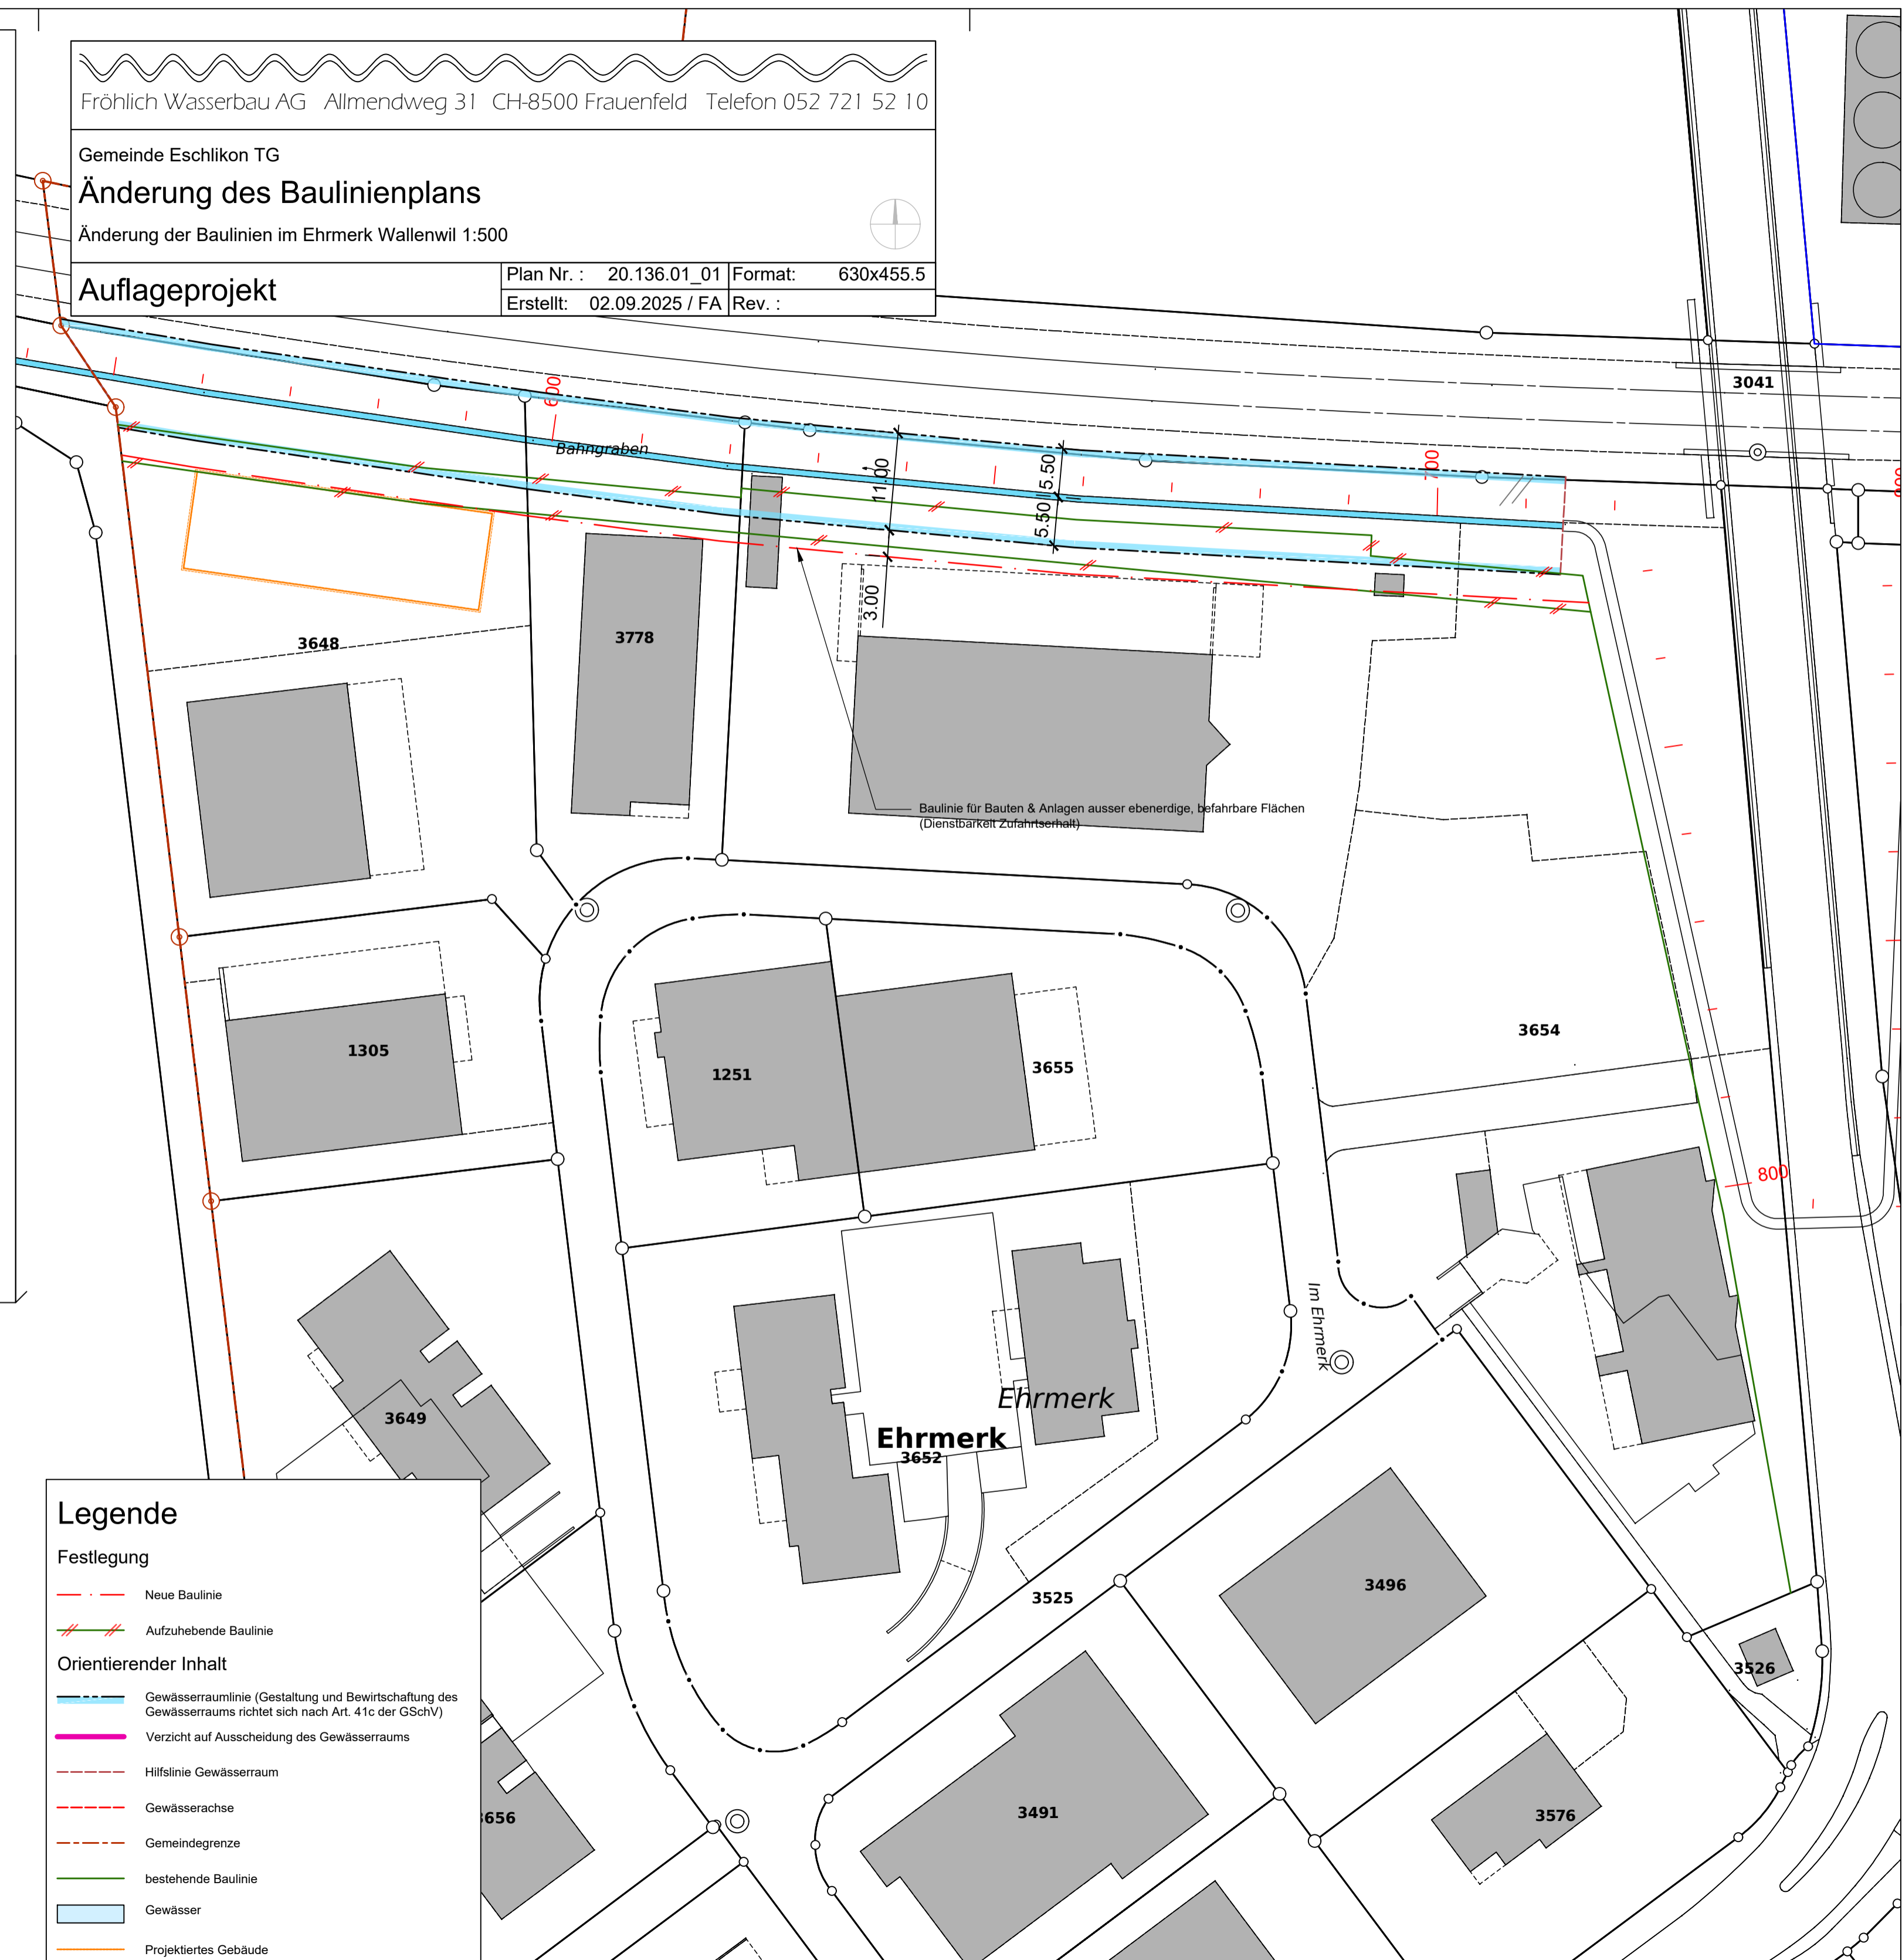 Fröhlich Wasserbau AG Allmendweg 31 CH-8500 Frauenfeld Telefon 052 721 52 10
Gemeinde Eschlikon TG
Änderung des Baulinienplans
Änderung der Baulinien im Ehrmerk Wallenwil 1:500
Auflageprojekt
Plan Nr. : 20.136.01_01 Format: 630x455.5
Erstellt: 02.09.2025 / FA Rev. :
3041
600
Bahngraben
11.00
5.50
5.50
700
3.00
3648
3778
Baulinie für Bauten & Anlagen ausser ebenerdige, befahrbare Flächen
(Dienstbarkeit Zufahrtserhalt)
3654
1305
1251
3655
800
Im Ehrmerk
Ehrmerk
Ehrmerk
3652
3649
3525
3496
3526
3491
3576
Legende
Festlegung
Neue Baulinie
Aufzuhebende Baulinie
Orientierender Inhalt
Gewässerraumlinie (Gestaltung und Bewirtschaftung des
Gewässerraums richtet sich nach Art. 41c der GSchV)
Verzicht auf Ausscheidung des Gewässerraums
Hilfslinie Gewässerraum
Gewässerachse
Gemeindegrenze
bestehende Baulinie
Gewässer
Projektiertes Gebäude